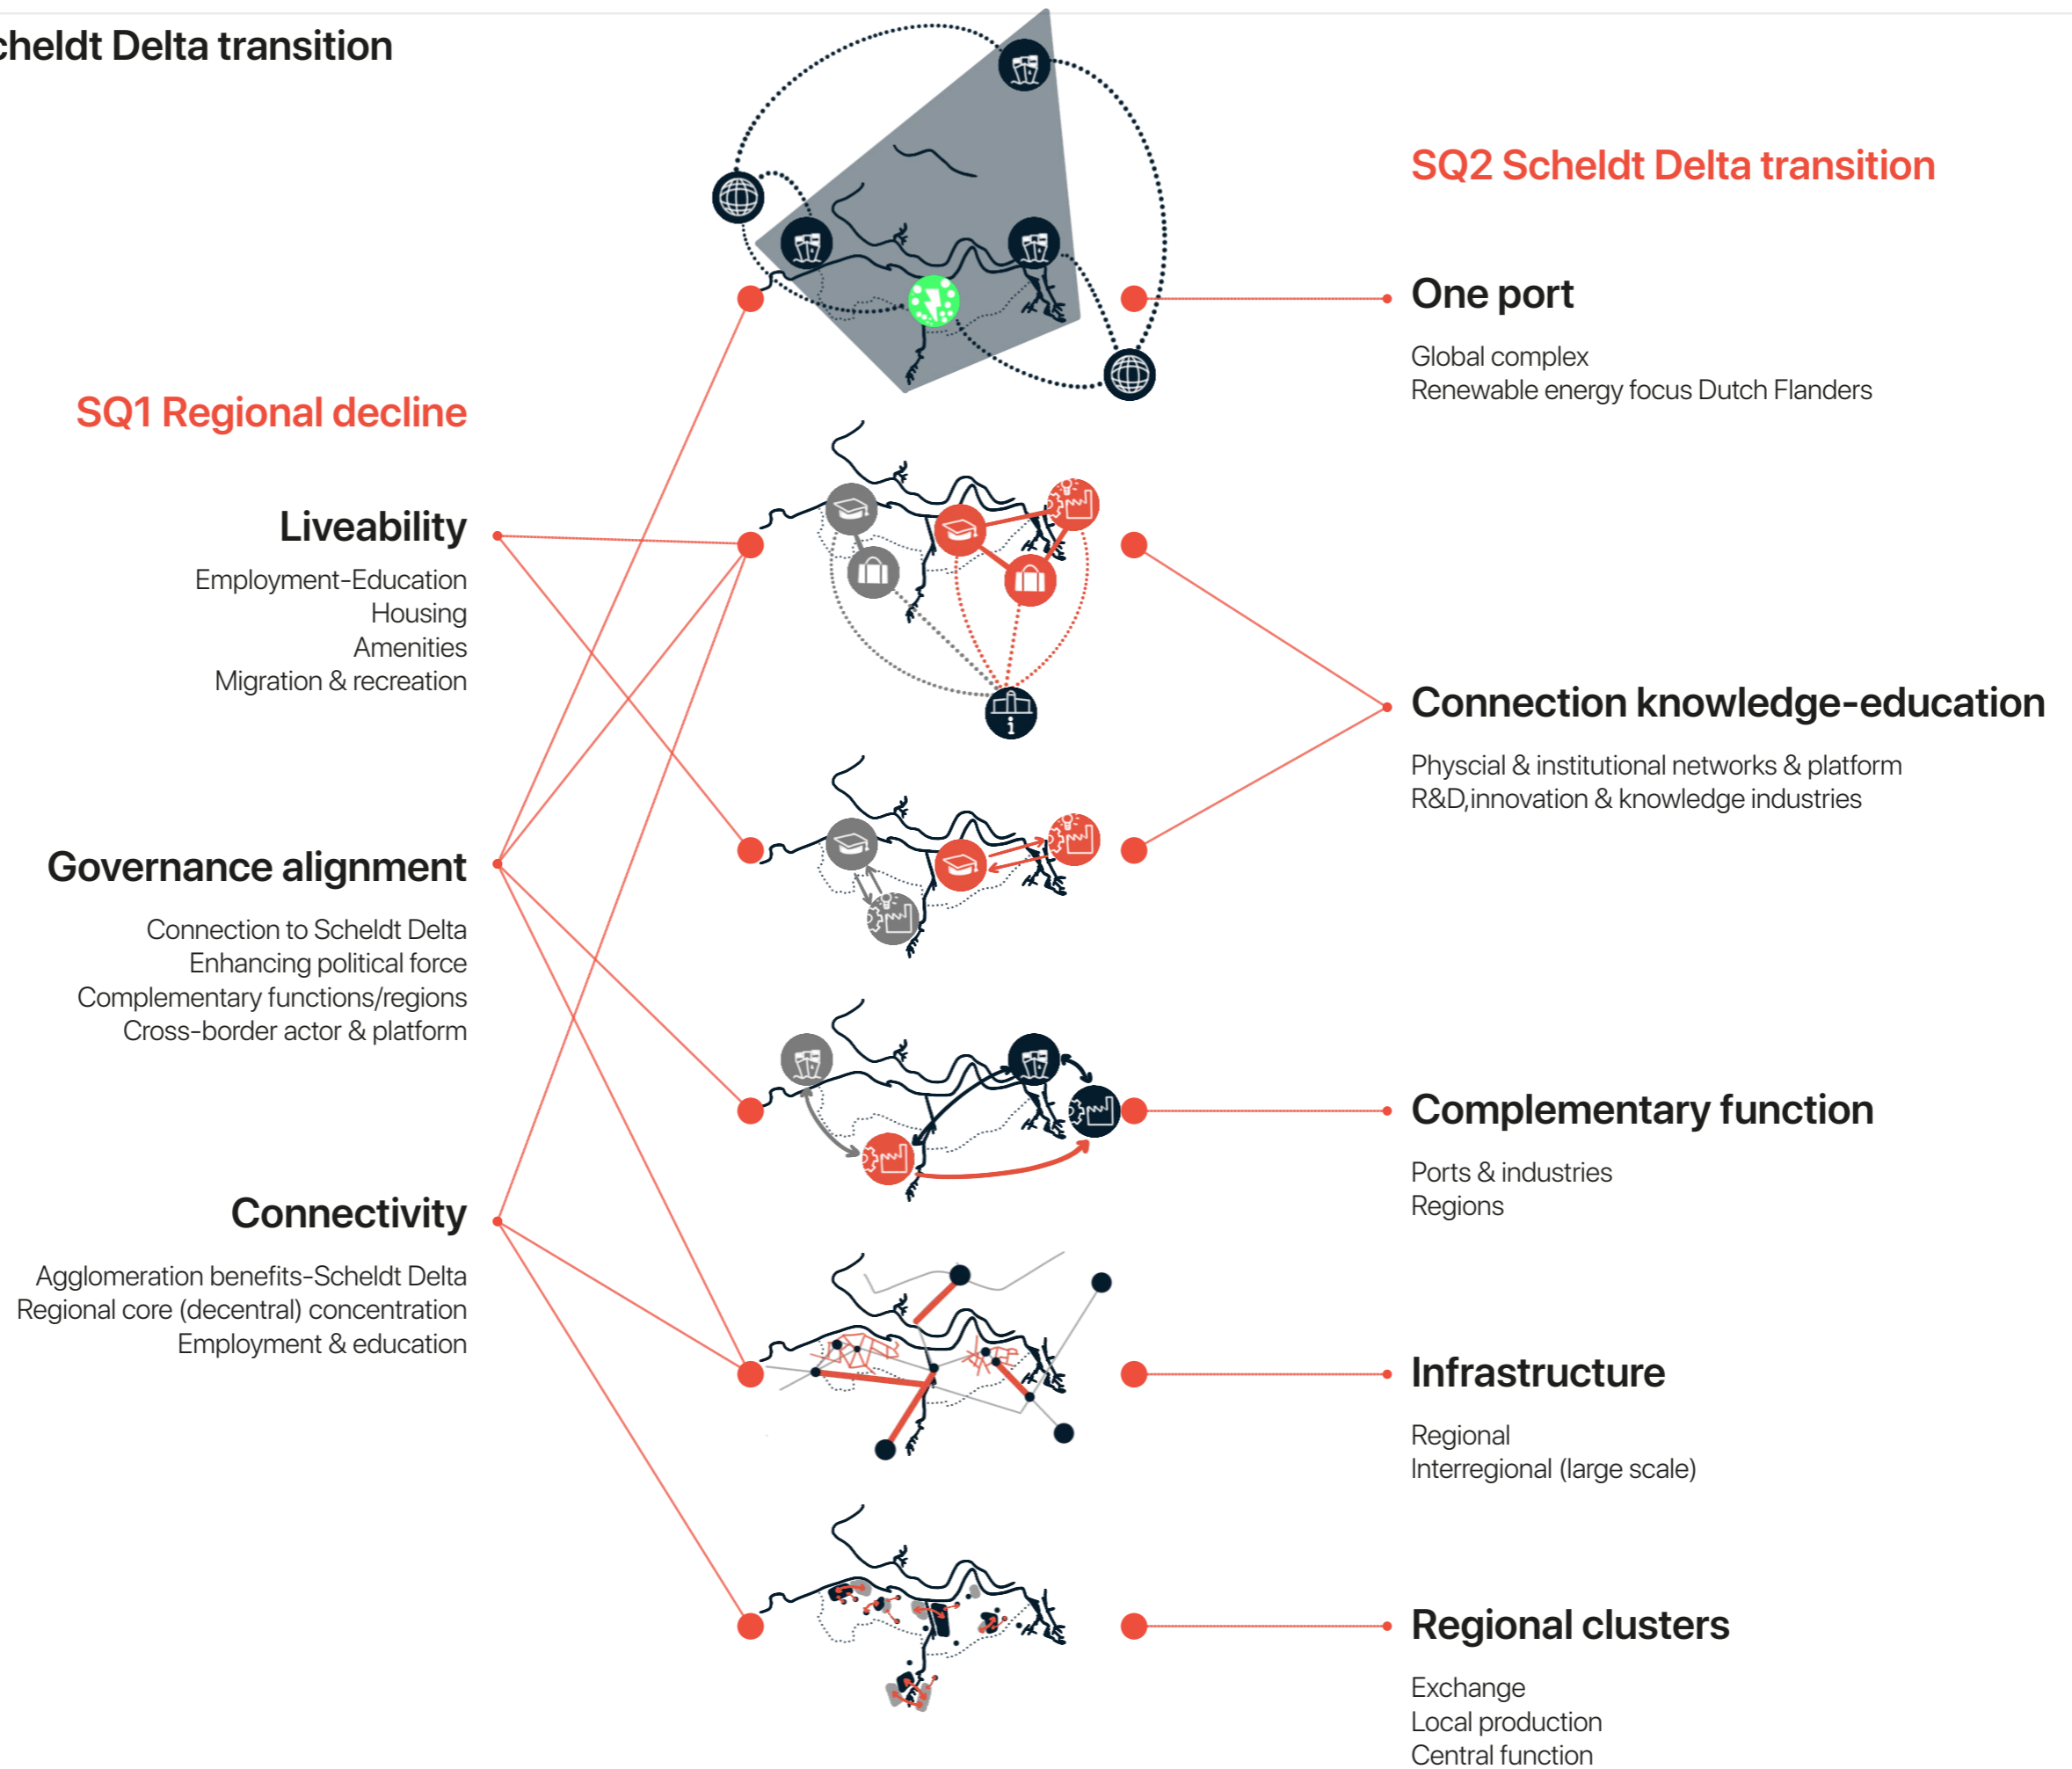 cheldt Delta transition
SQ1 Regional decline
Liveability
Employment-Education
Housing
Amenities
Migration & recreation
Governance alignment
Connection to Scheldt Delta
Enhancing political force
Complementary functions/regions
Cross-border actor & platform
Connectivity
Agglomeration benefits-Scheldt Delta
Regional core (decentral) concentration
Employment & education
i
SQ2 Scheldt Delta transition
One port
Global complex
Renewable energy focus Dutch Flanders
Connection knowledge-education
Physcial & institutional networks & platform
R&D,innovation & knowledge industries
Complementary function
Ports & industries
Regions
Infrastructure
Regional
Interregional (large scale)
Regional clusters
Exchange
Local production
Central function